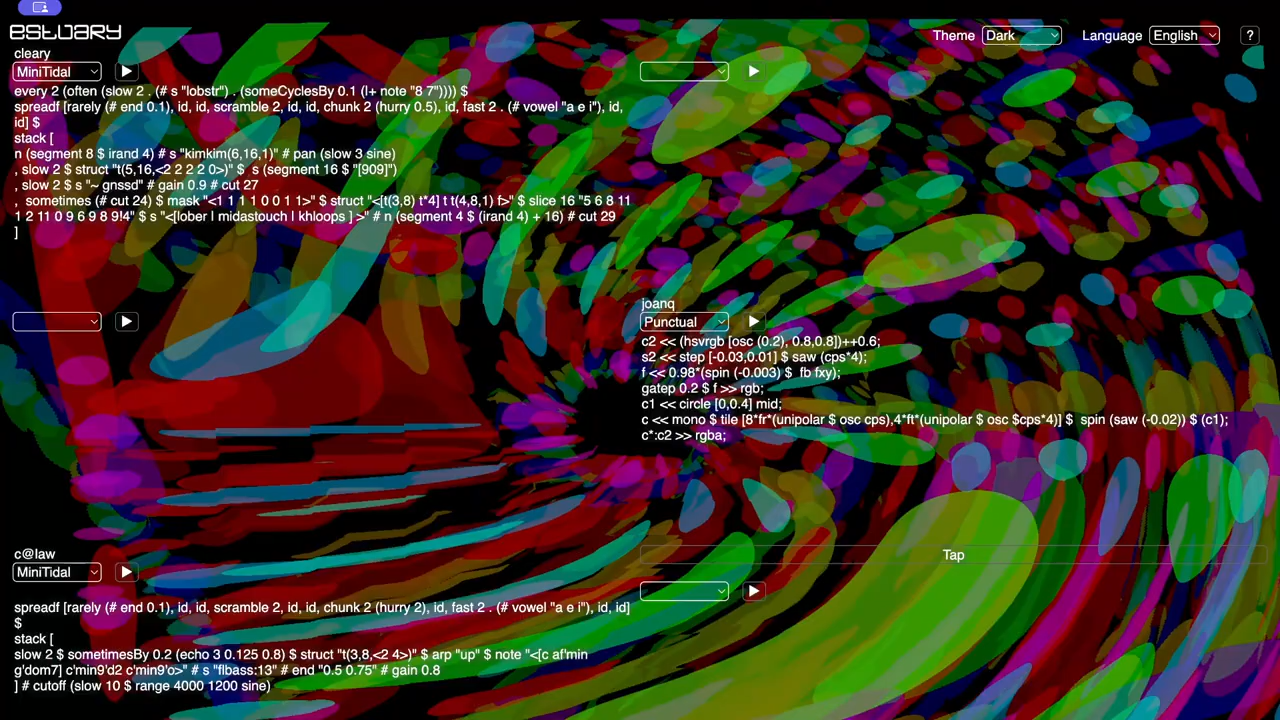 ESTUARY
Theme Dark Language English ?
cleary
MiniTidal
every 2 (often (slow 2 . (# s "lobstr") . (someCyclesBy 0.1 (|+ note "8 7")))) $
spreadf [rarely (# end 0.1), id, id, scramble 2, id, id, chunk 2 (hurry 0.5), id, fast 2 . (# vowel "a e i"), id,
id] $
stack [
n (segment 8 $ irand 4) # s "kimkim(6,16,1)" # pan (slow 3 sine)
, slow 2 $ struct "t(5,16,<2 2 2 2 0>)" $  s (segment 16 $ "[909]")
, slow 2 $ s "~ gnssd" # gain 0.9 # cut 27
,  sometimes (# cut 24) $ mask "<1 1 1 1 0 0 1 1>" $ struct "<[t(3,8) t*4] t t(4,8,1) f>" $ slice 16 "5 6 8 11
1 2 11 0 9 6 9 8 9!4" $ s "<[lober | midastouch | khloops ] >" # n (segment 4 $ (irand 4) + 16) # cut 29
]
joanq
Punctual
c2 << (hsvrgb [osc (0.2), 0.8,0.8])++0.6;
s2 << step [-0.03,0.01] $ saw (cps*4);
f << 0.98*(spin (-0.003) $  fb fxy);
gatep 0.2 $ f >> rgb;
c1 << circle [0,0.4] mid;
c << mono $ tile [8*fr*(unipolar $ osc cps),4*ft*(unipolar $ osc $cps*4)] $  spin (saw (-0.02)) $ (c1);
c*:c2 >> rgba;
c@law
MiniTidal
Tap
spreadf [rarely (# end 0.1), id, id, scramble 2, id, id, chunk 2 (hurry 2), id, fast 2 . (# vowel "a e i"), id, id]
$
stack [
slow 2 $ sometimesBy 0.2 (echo 3 0.125 0.8) $ struct "t(3,8,<2 4>)" $ arp "up" $ note "<[c af'min
g'dom7] c'min9'd2 c'min9'o>" # s "flbass:13" # end "0.5 0.75" # gain 0.8
] # cutoff (slow 10 $ range 4000 1200 sine)